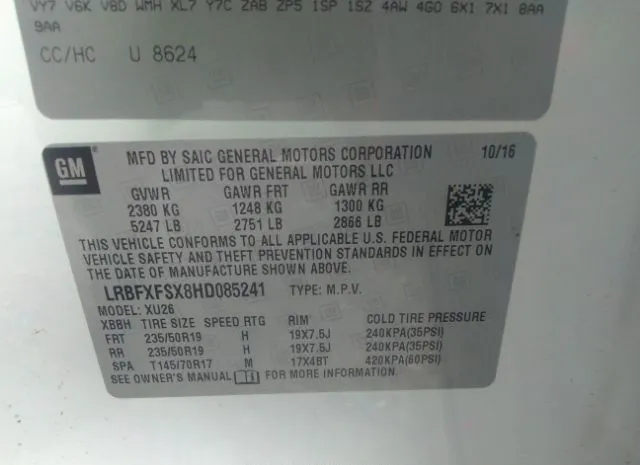 VY7 V6K V8D WMH XL7 Y7C ZAB ZP5 1SP 1SZ 4AW 4G0 6X1 7X1 8AA
9AA
CC/HC U 8624
GM
MFD BY SAIC GENERAL MOTORS CORPORATION 10/16
LIMITED FOR GENERAL MOTORS LLC
GVWR GAWR FRT GAWR RR
2380 KG 1248 KG 1300 KG
5247 LB 2751 LB 2866 LB
THIS VEHICLE CONFORMS TO ALL APPLICABLE U.S. FEDERAL MOTOR
VEHICLE SAFETY AND THEFT PREVENTION STANDARDS IN EFFECT
ON THE DATE OF MANUFACTURE SHOWN ABOVE.
LRBFXFSX8HD085241 TYPE: M.P.V.
MODEL: XU26
XBBH TIRE SIZE SPEED RTG RIM COLD TIRE PRESSURE
FRT 235/50R19 H 19X7.5J 240KPA(35PSI)
RR 235/50R19 H 19X7.5J 240KPA(35PSI)
SPA T145/70R17 M 17X4BT 420KPA(60PSI)
SEE OWNER'S MANUAL FOR MORE INFORMATION.